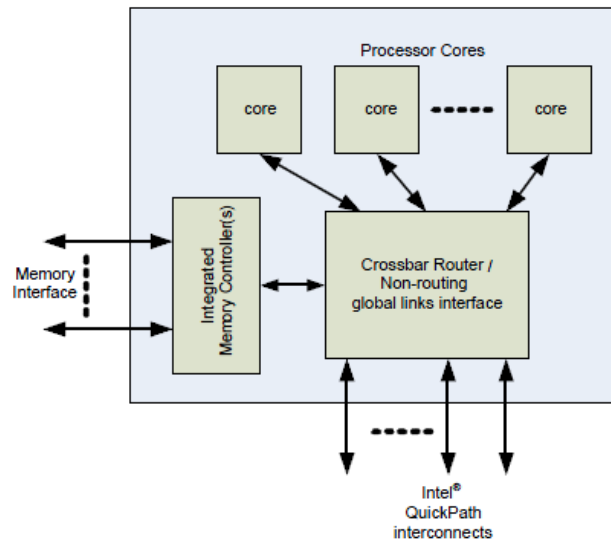 Processor Cores
core
core
core
Memory
Interface
Integrated
Memory Controller(s)
Crossbar Router /
Non-routing
global links interface
Intel®
QuickPath
interconnects